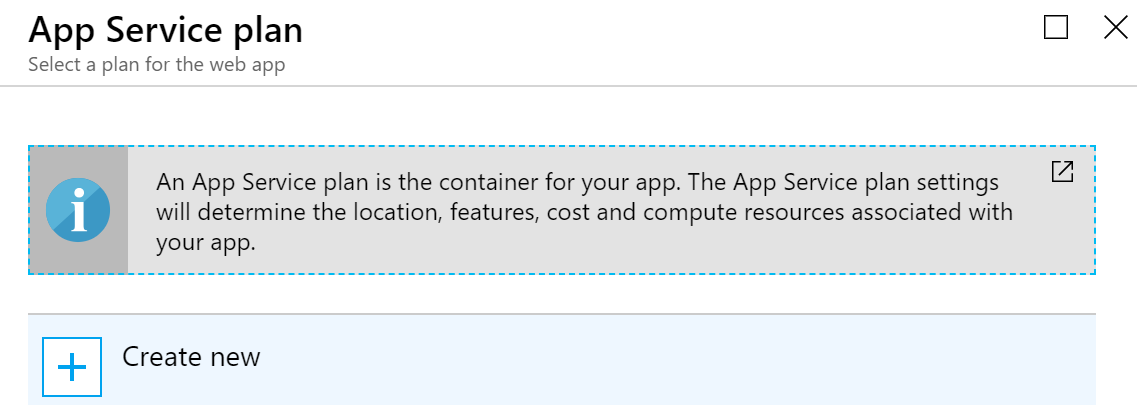 App Service plan
Select a plan for the web app
An App Service plan is the container for your app. The App Service plan settings
will determine the location, features, cost and compute resources associated with
your app.
Create new